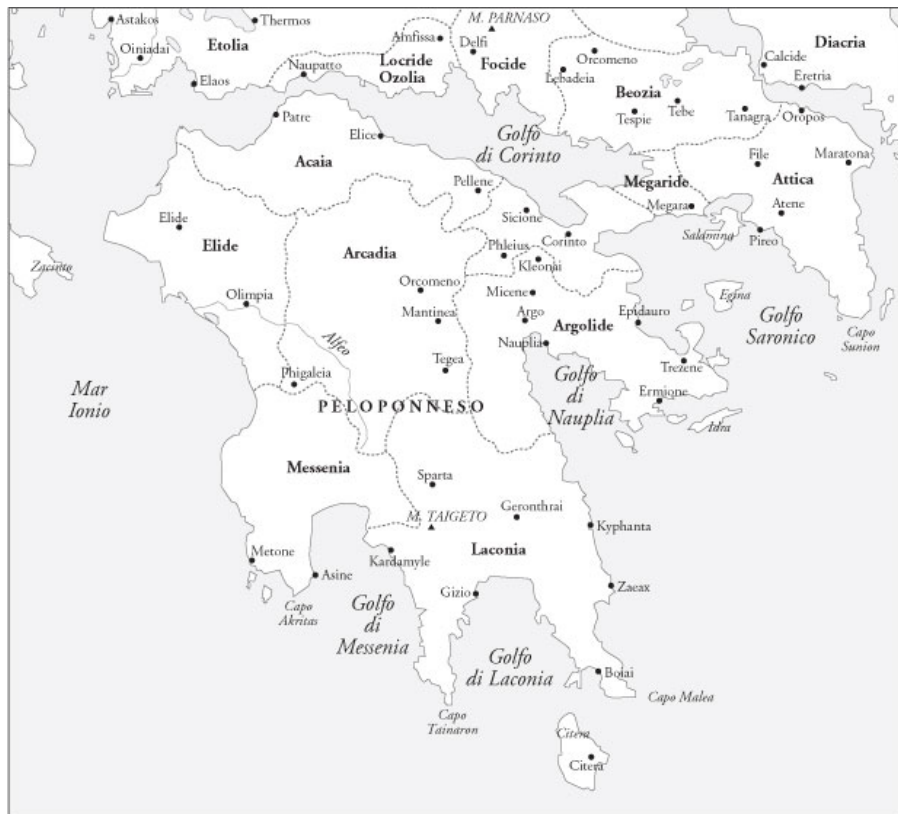 Astakos
Thermos
M. PARNASO
Etolia
Amfissa
Diacria
Oiniadai
Delfi
Orcomeno
Calcide
Naupatto
Locride
Ozolia
Focide
Lebadeia
Eretria
Elaos
Beozia
Patre
Tespie
Tebe
Tanagra
Oropos
Elice
Golfo
di Corinto
Acaia
File
Maratona
Pellene
Megaride
Attica
Sicione
Megara
Atene
Elide
Elide
Corinto
Salamina
Pireo
Arcadia
Phleius
Kleonai
Zacinto
Orcomeno
Micene
Egina
Olimpia
Mantinea
Argo
Argolide
Epidauro
Golfo
Saronico
Alfeo
Nauplia
Capo
Sunion
Tegea
Trezene
Phigaleia
Golfo
di
Nauplia
Mar
Ionio
Ermione
PELOPONNESO
Idra
Messenia
Sparta
Geronthrai
M. TAIGETO
Kyphanta
Metone
Kardamyle
Laconia
Asine
Gizio
Zaeax
Capo
Akritas
Golfo
di
Messenia
Golfo
di Laconia
Boiai
Capo Malea
Capo
Tainaron
Citera
Citera